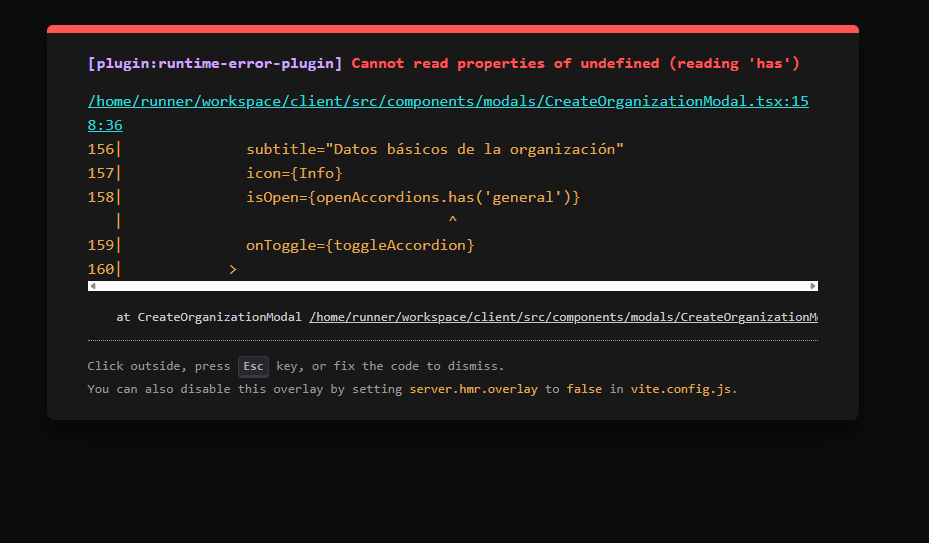 [plugin:runtime-error-plugin] Cannot read properties of undefined (reading 'has')
/home/runner/workspace/client/src/components/modals/CreateOrganizationModal.tsx:15
8:36
156|               subtitle="Datos básicos de la organización"
157|               icon={Info}
158|               isOpen={openAccordions.has('general')}
   |                                      ^
159|               onToggle={toggleAccordion}
160|             >
at CreateOrganizationModal /home/runner/workspace/client/src/components/modals/CreateOrganizationM
Click outside, press Esc key, or fix the code to dismiss.
You can also disable this overlay by setting server.hmr.overlay to false in vite.config.js.